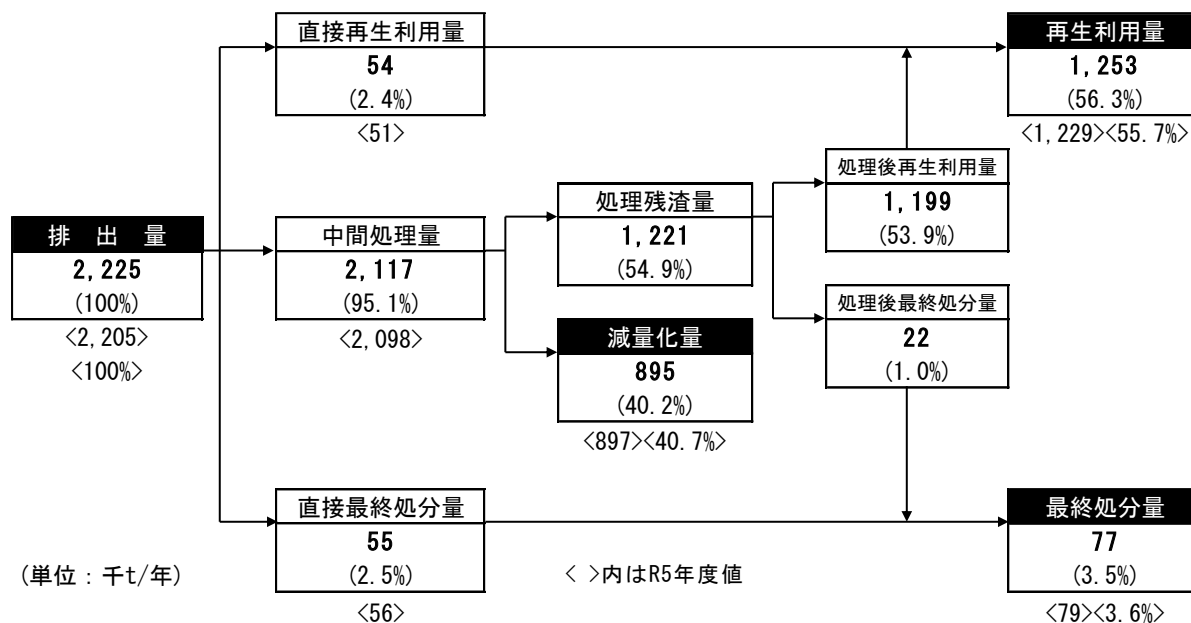 直接再生利用量
54
(2.4%)
<51>
再生利用量
1,253
(56.3%)
<1,229><55.7%>
処理後再生利用量
1,199
(53.9%)
処理残渣量
1,221
(54.9%)
排 出 量
2,225
(100%)
<2,205>
<100%>
中間処理量
2,117
(95.1%)
<2,098>
処理後最終処分量
22
(1.0%)
減量化量
895
(40.2%)
<897><40.7%>
直接最終処分量
55
(2.5%)
<56>
最終処分量
77
(3.5%)
<79><3.6%>
(単位：千t/年)
< >内はR5年度値